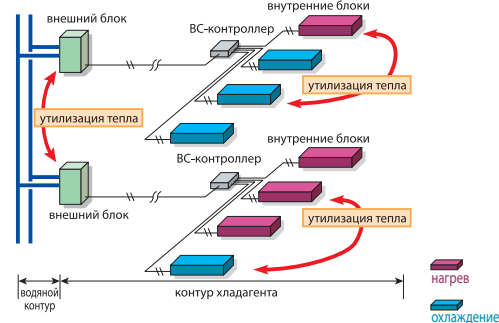 внешний блок
ВС-контроллер
внутренние блоки
утилизация тепла
утилизация тепла
ВС-контроллер
внутренние блоки
внешний блок
утилизация тепла
водяной
контур
контур хладагента
нагрев
охлаждение